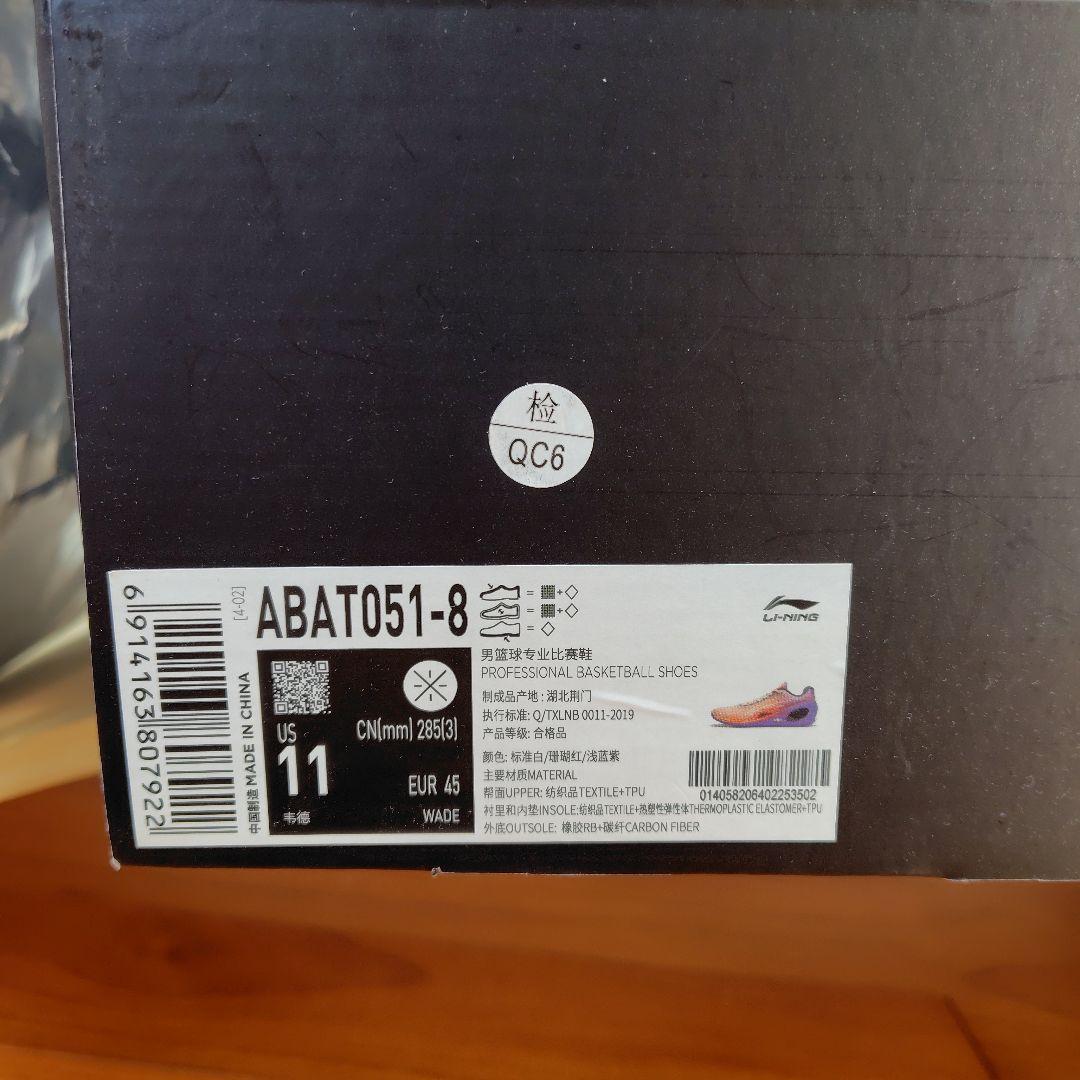 检
QC6
6 914163 807922
中国制造 MADE IN CHINA
[4-02]
ABAT051-8
US
11
韦德
CN(mm) 285(3)
EUR 45
WADE
LI-NING
男篮球专业比赛鞋
PROFESSIONAL BASKETBALL SHOES
制成品产地: 湖北荆门
执行标准: Q/TXLNB 0011-2019
产品等级: 合格品
颜色: 标准白/珊瑚红/浅蓝紫
主要材质MATERIAL
帮面UPPER: 纺织品TEXTILE+TPU
衬里和内垫INSOLE:纺织品TEXTILE+热塑性弹性体THERMOPLASTIC ELASTOMER+TPU
外底OUTSOLE: 橡胶RB+碳纤CARBON FIBER
014058206402253502